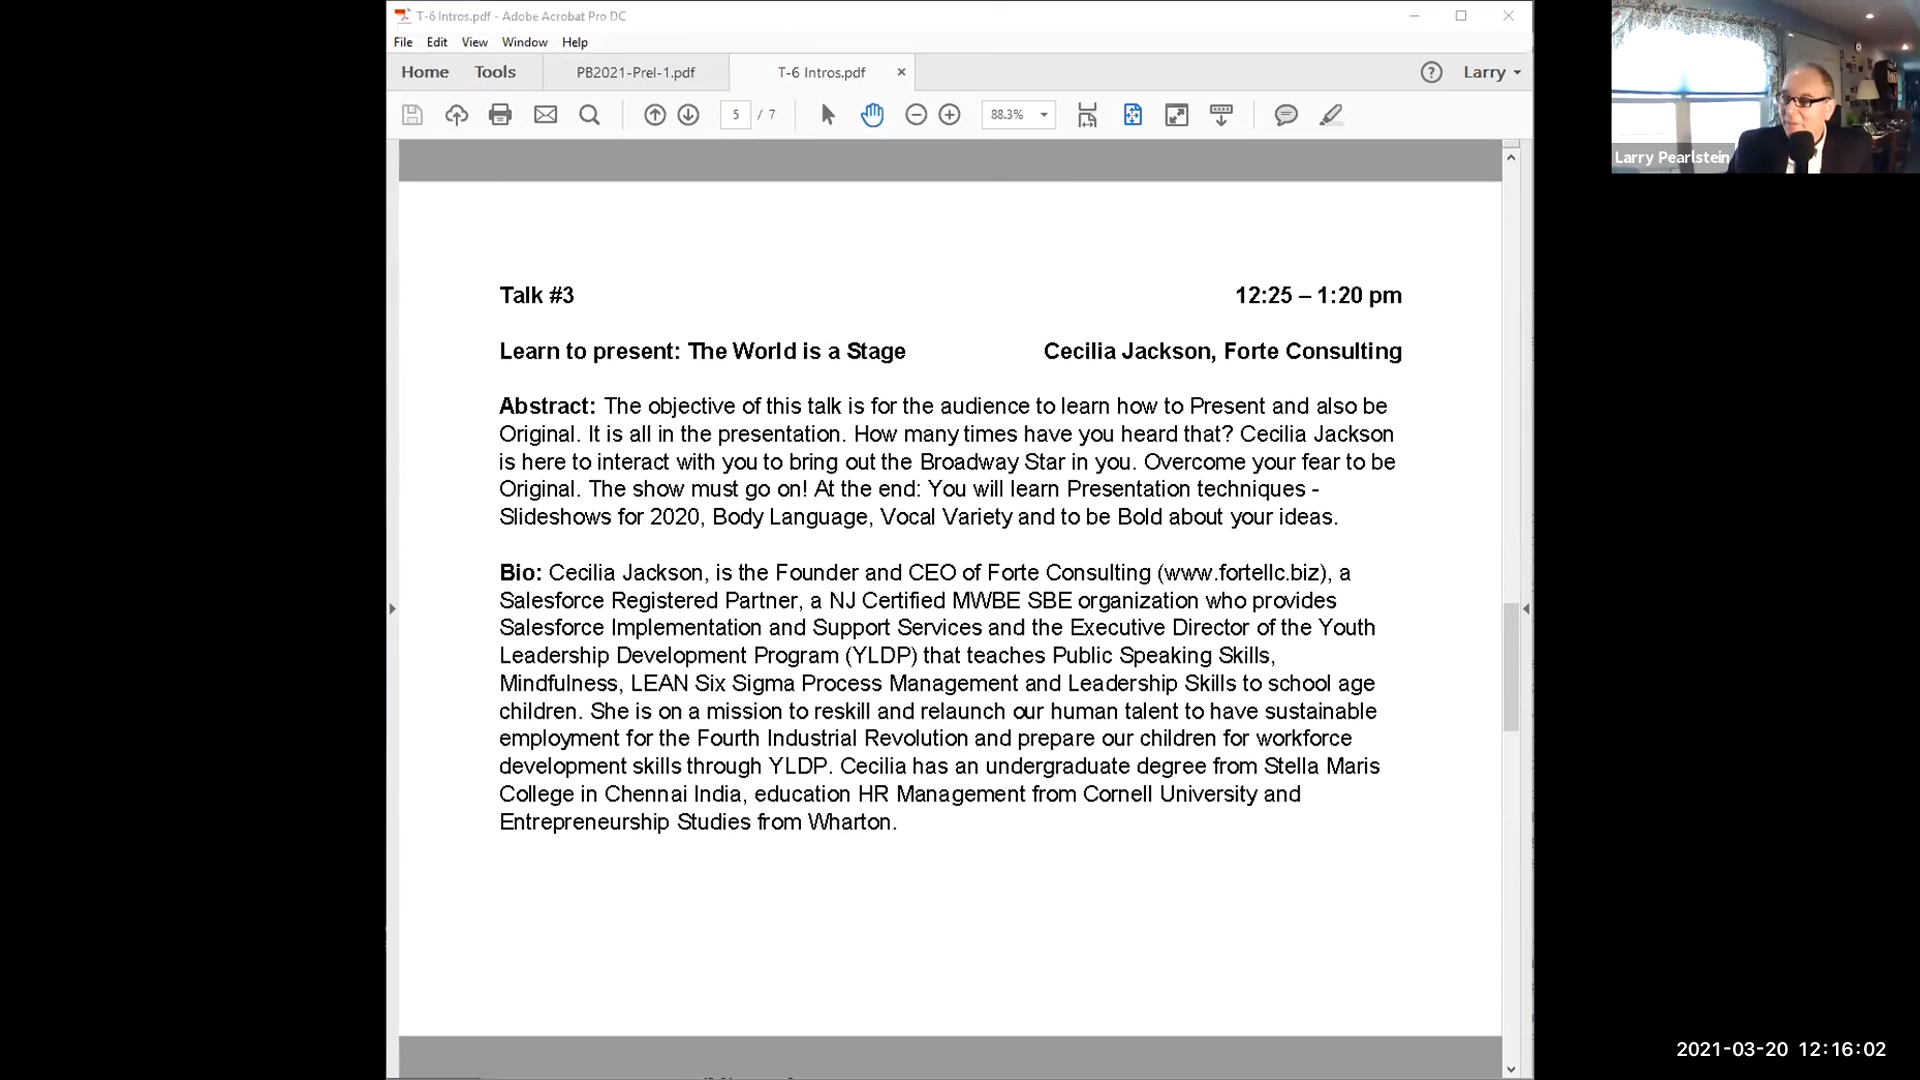 T-6 Intros.pdf - Adobe Acrobat Pro DC
File Edit View Window Help
Home Tools PB2021-Prel-1.pdf T-6 Intros.pdf × Larry
5 / 7 88.3%
Larry Pearlstein
Talk #3 12:25 – 1:20 pm
Learn to present: The World is a Stage Cecilia Jackson, Forte Consulting
Abstract: The objective of this talk is for the audience to learn how to Present and also be
Original. It is all in the presentation. How many times have you heard that? Cecilia Jackson
is here to interact with you to bring out the Broadway Star in you. Overcome your fear to be
Original. The show must go on! At the end: You will learn Presentation techniques -
Slideshows for 2020, Body Language, Vocal Variety and to be Bold about your ideas.
Bio: Cecilia Jackson, is the Founder and CEO of Forte Consulting (www.fortellc.biz), a
Salesforce Registered Partner, a NJ Certified MWBE SBE organization who provides
Salesforce Implementation and Support Services and the Executive Director of the Youth
Leadership Development Program (YLDP) that teaches Public Speaking Skills,
Mindfulness, LEAN Six Sigma Process Management and Leadership Skills to school age
children. She is on a mission to reskill and relaunch our human talent to have sustainable
employment for the Fourth Industrial Revolution and prepare our children for workforce
development skills through YLDP. Cecilia has an undergraduate degree from Stella Maris
College in Chennai India, education HR Management from Cornell University and
Entrepreneurship Studies from Wharton.
2021-03-20 12:16:02